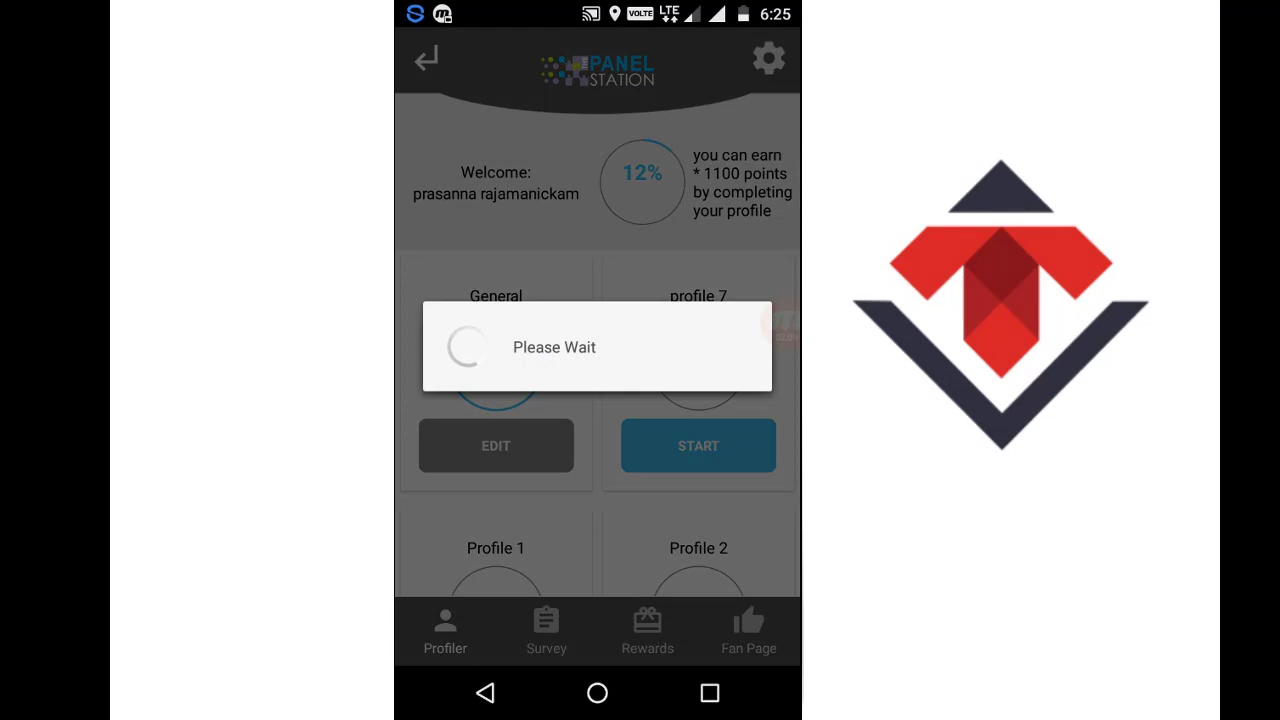 VOLTE LTE 6:25
THE PANEL
STATION
Welcome:
prasanna rajamanickam
12%
you can earn
* 1100 points
by completing
your profile
General
profile 7
Please Wait
EDIT
START
Profile 1
Profile 2
Profiler
Survey
Rewards
Fan Page